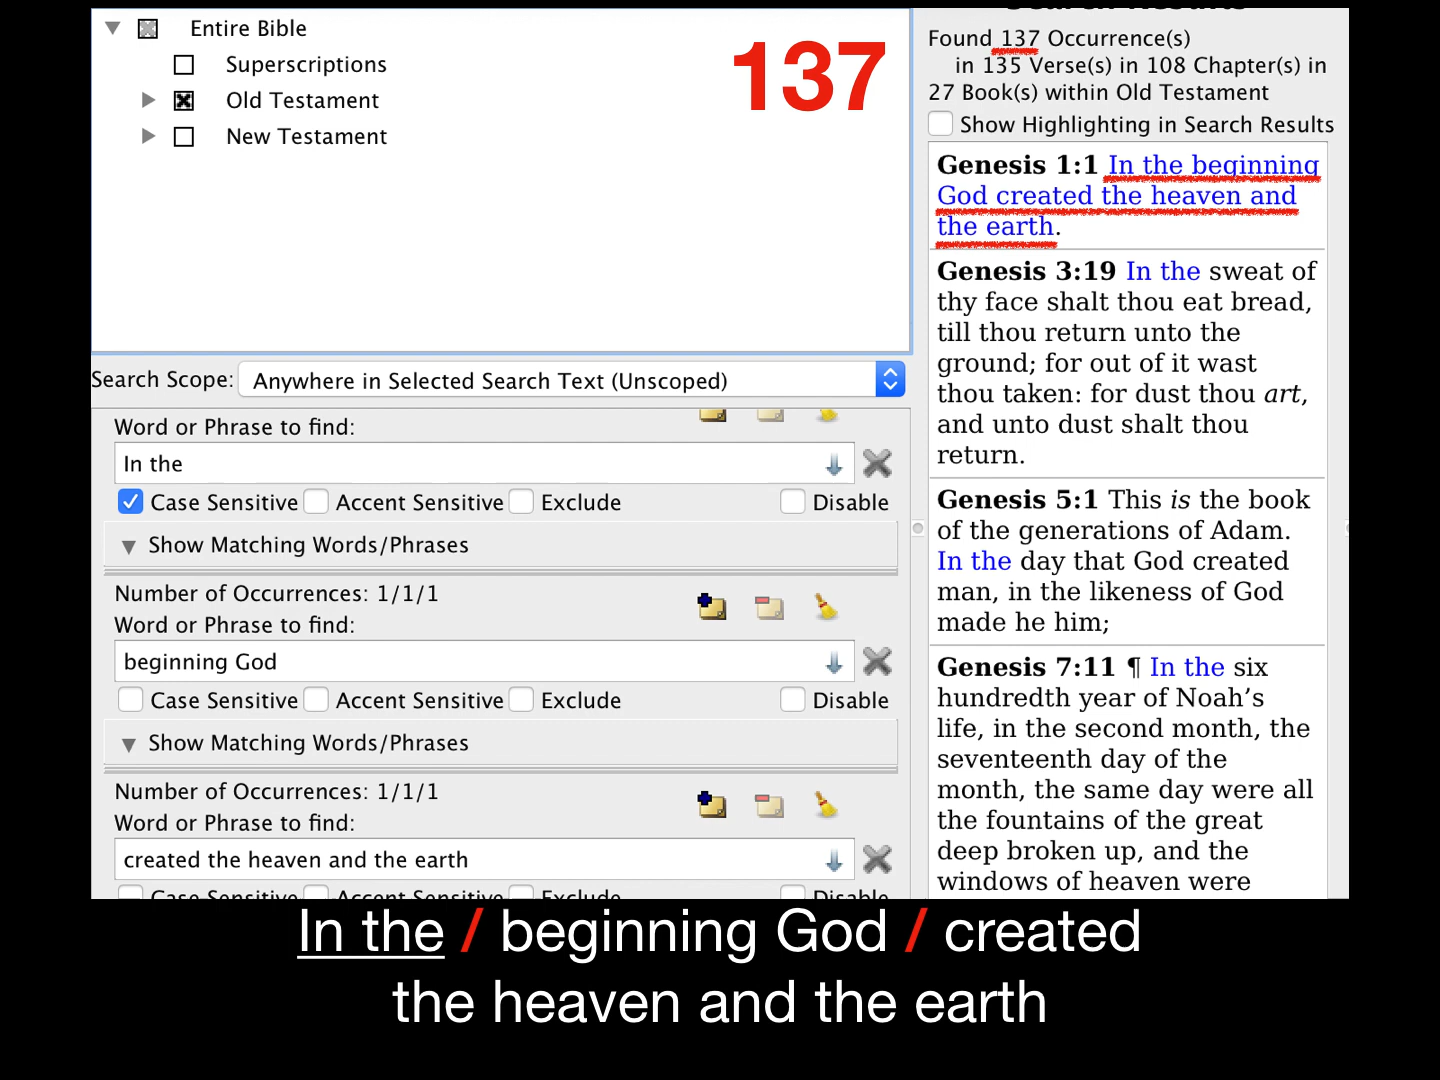 Entire Bible
Superscriptions
Old Testament
New Testament
137
Search Scope: Anywhere in Selected Search Text (Unscoped)
Word or Phrase to find:
In the
Case Sensitive Accent Sensitive Exclude Disable
Show Matching Words/Phrases
Number of Occurrences: 1/1/1
Word or Phrase to find:
beginning God
Case Sensitive Accent Sensitive Exclude Disable
Show Matching Words/Phrases
Number of Occurrences: 1/1/1
Word or Phrase to find:
created the heaven and the earth
Case Sensitive Accent Sensitive Exclude Disable
Search Results
Found 137 Occurrence(s)
in 135 Verse(s) in 108 Chapter(s) in
27 Book(s) within Old Testament
Show Highlighting in Search Results
Genesis 1:1 In the beginning
God created the heaven and
the earth.
Genesis 3:19 In the sweat of
thy face shalt thou eat bread,
till thou return unto the
ground; for out of it wast
thou taken: for dust thou art,
and unto dust shalt thou
return.
Genesis 5:1 This is the book
of the generations of Adam.
In the day that God created
man, in the likeness of God
made he him;
Genesis 7:11 ¶ In the six
hundredth year of Noah’s
life, in the second month, the
seventeenth day of the
month, the same day were all
the fountains of the great
deep broken up, and the
windows of heaven were
In the / beginning God / created
the heaven and the earth